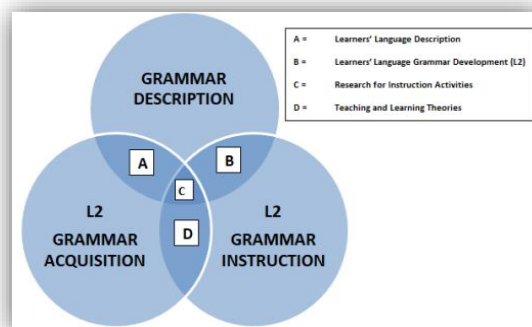 GRAMMAR
DESCRIPTION
A
B
C
D
L2
GRAMMAR
ACQUISITION
L2
GRAMMAR
INSTRUCTION
A = Learners' Language Description
B = Learners' Language Grammar Development (L2)
C = Research for Instruction Activities
D = Teaching and Learning Theories